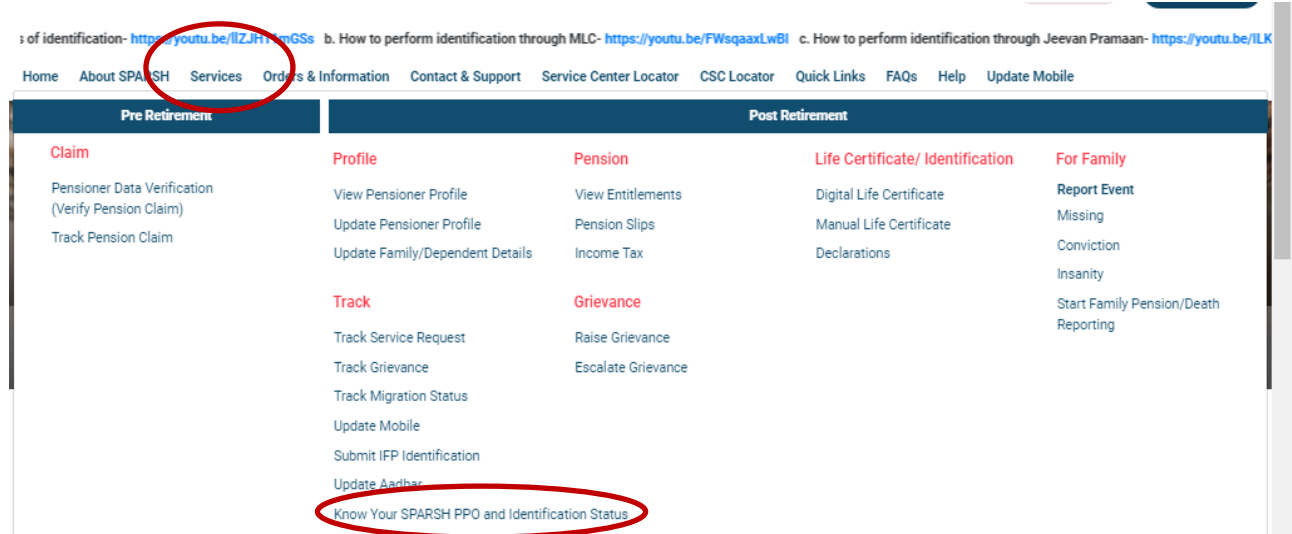 s of identification- https://youtu.be/ b. How to perform identification through MLC- https://youtu.be/FWsqaaxLwBI c. How to perform identification through Jeevan Pramaan- https://youtu.be/ILK
Home About SPARSH Services Orders & Information Contact & Support Service Center Locator CSC Locator Quick Links FAQs Help Update Mobile
Pre Retirement
Post Retirement
Claim
Pensioner Data Verification
(Verify Pension Claim)
Track Pension Claim
Profile
View Pensioner Profile
Update Pensioner Profile
Update Family/Dependent Details
Track
Track Service Request
Track Grievance
Track Migration Status
Update Mobile
Submit IFP Identification
Update Aadhar
Know Your SPARSH PPO and Identification Status
Pension
View Entitlements
Pension Slips
Income Tax
Grievance
Raise Grievance
Escalate Grievance
Life Certificate/ Identification
Digital Life Certificate
Manual Life Certificate
Declarations
For Family
Report Event
Missing
Conviction
Insanity
Start Family Pension/Death
Reporting